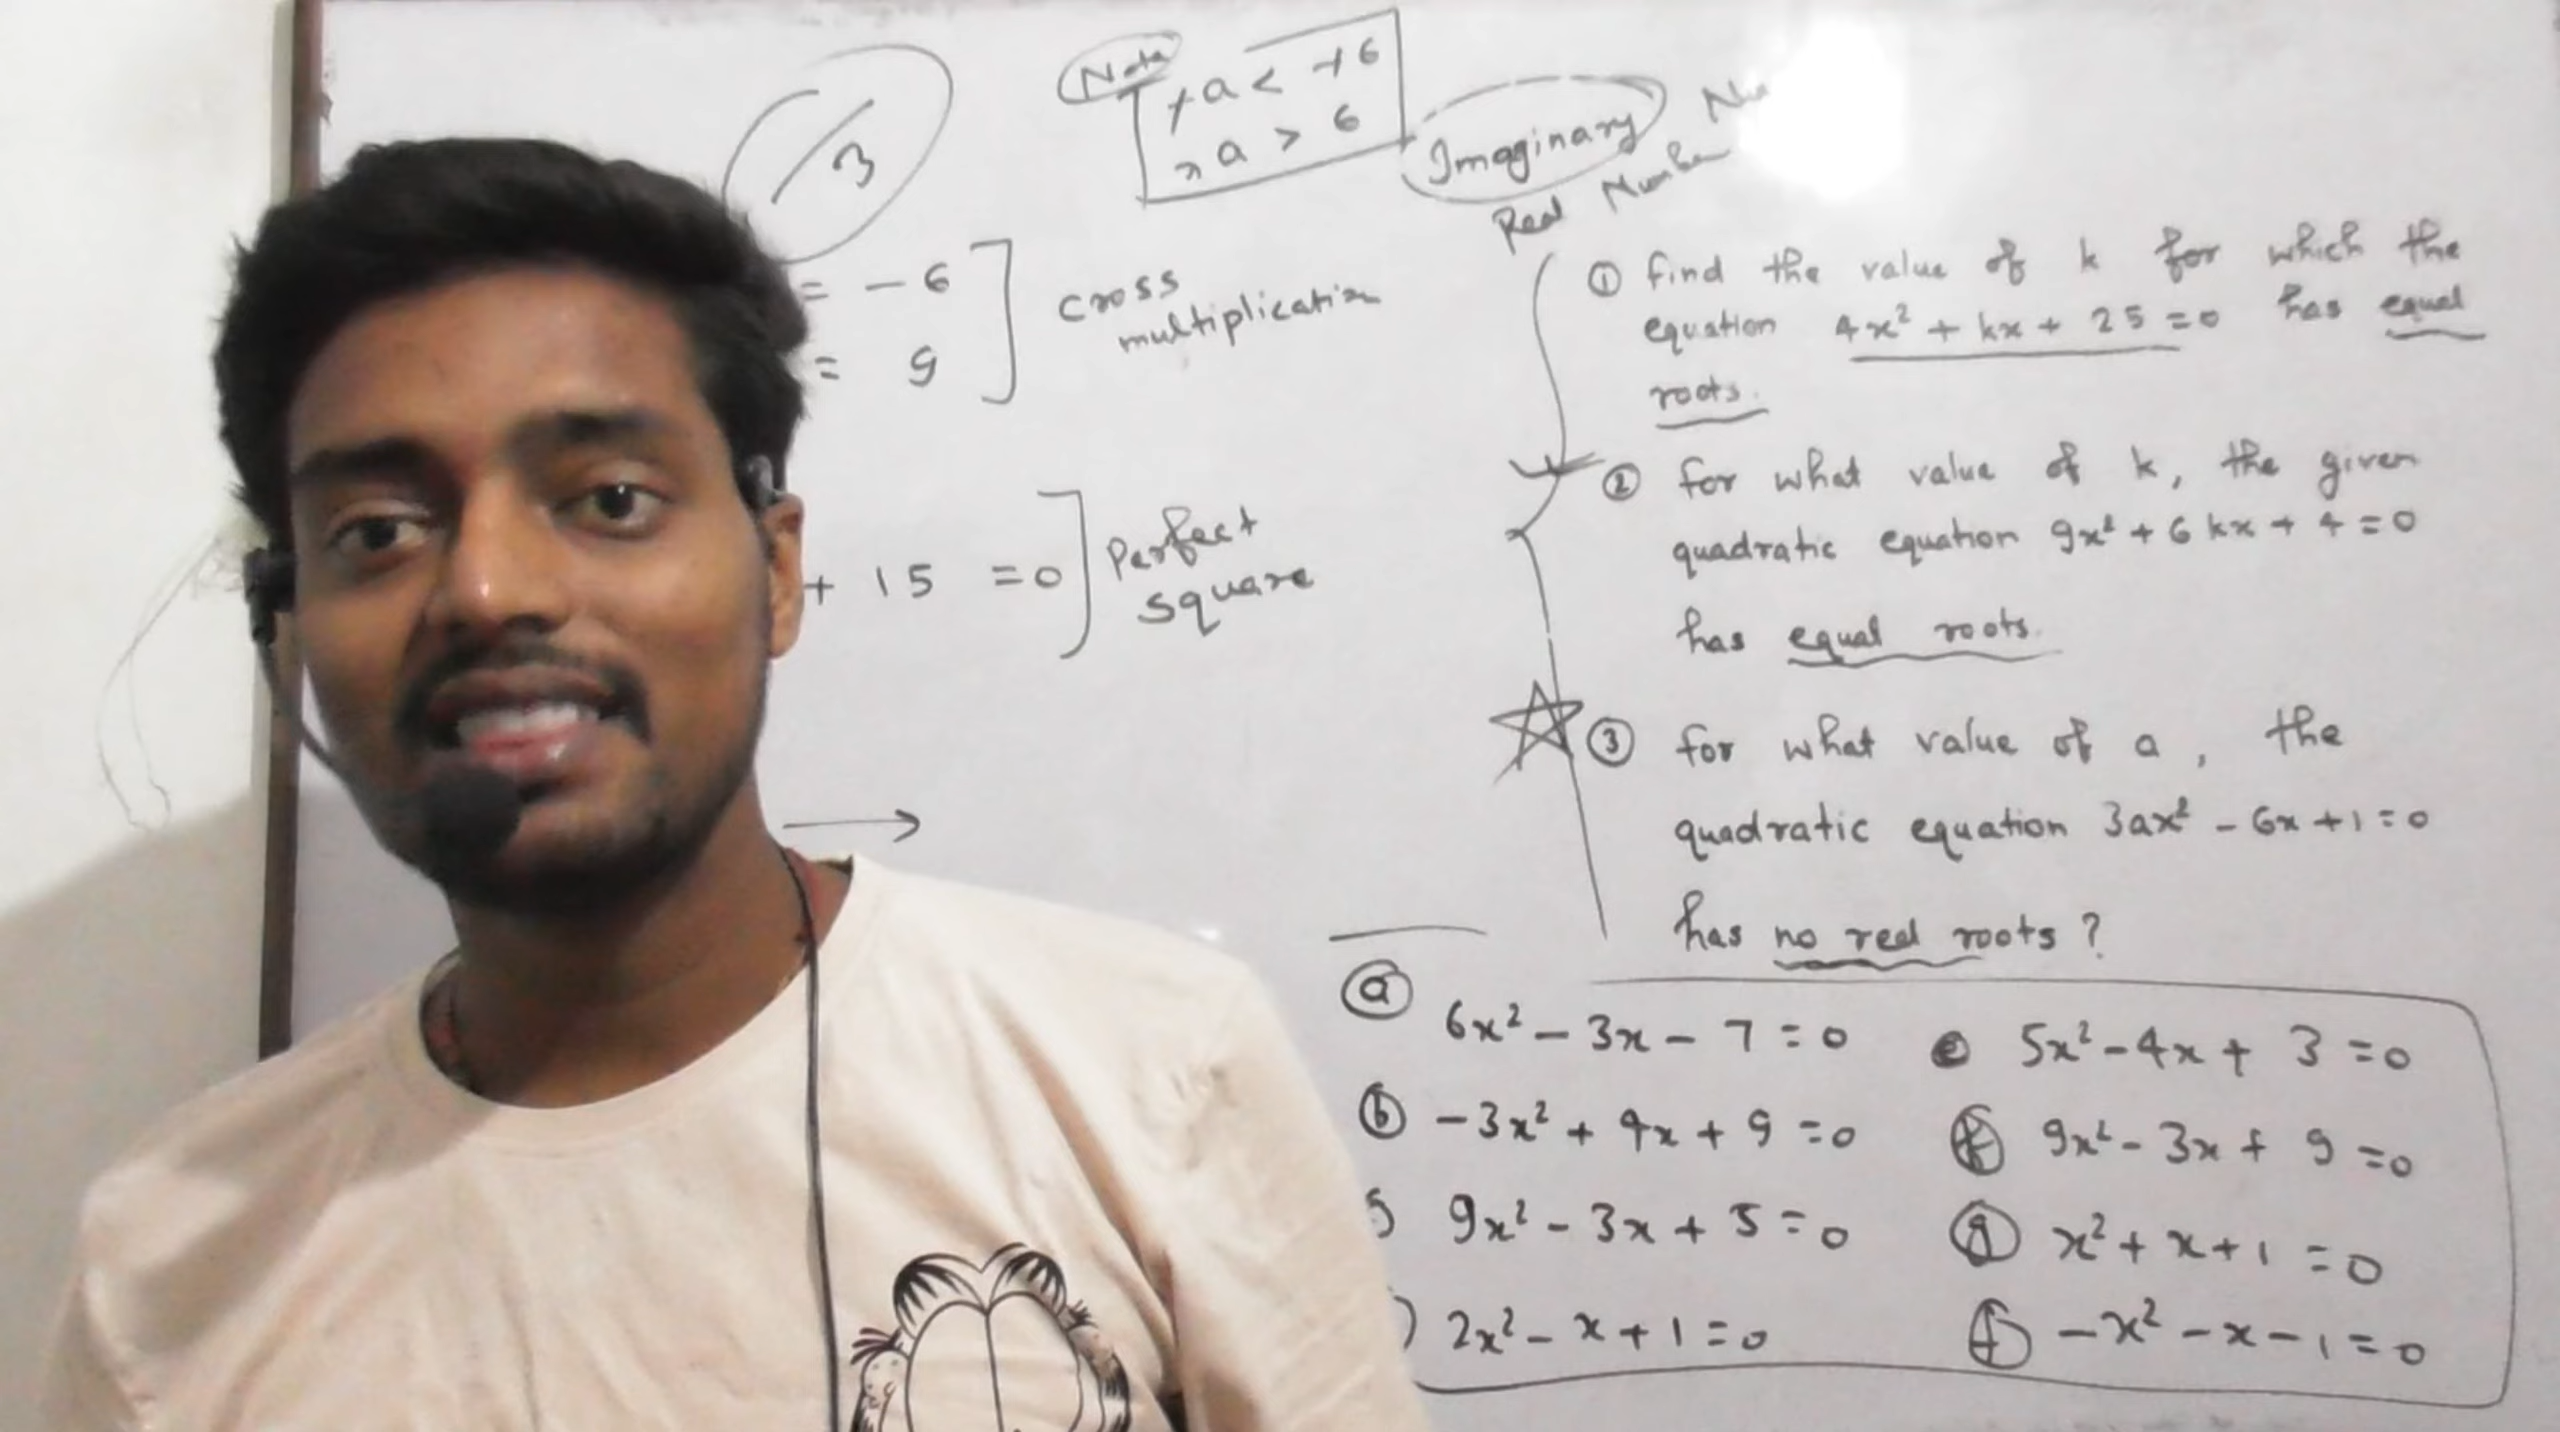 3
Note
+a < -16
×a > 6
Imaginary
Real Number
= -6
= 9
cross
multiplication
+ 15 =0
Perfect
square
① find the value of k for which the
equation 4x² + kx + 25 =0 has equal
roots.
② for what value of k, the given
quadratic equation 9x² + 6kx + 4 =0
has equal roots.
③ for what value of a, the
quadratic equation 3ax² - 6x +1 =0
has no real roots?
ⓐ 6x² - 3x - 7 =0
ⓑ -3x² + 9x + 9 =0
9x² - 3x + 5 =0
2x² - x + 1 =0
ⓔ 5x² - 4x + 3 =0
9x² - 3x + 9 =0
ⓖ x² + x + 1 =0
-x² - x - 1 =0